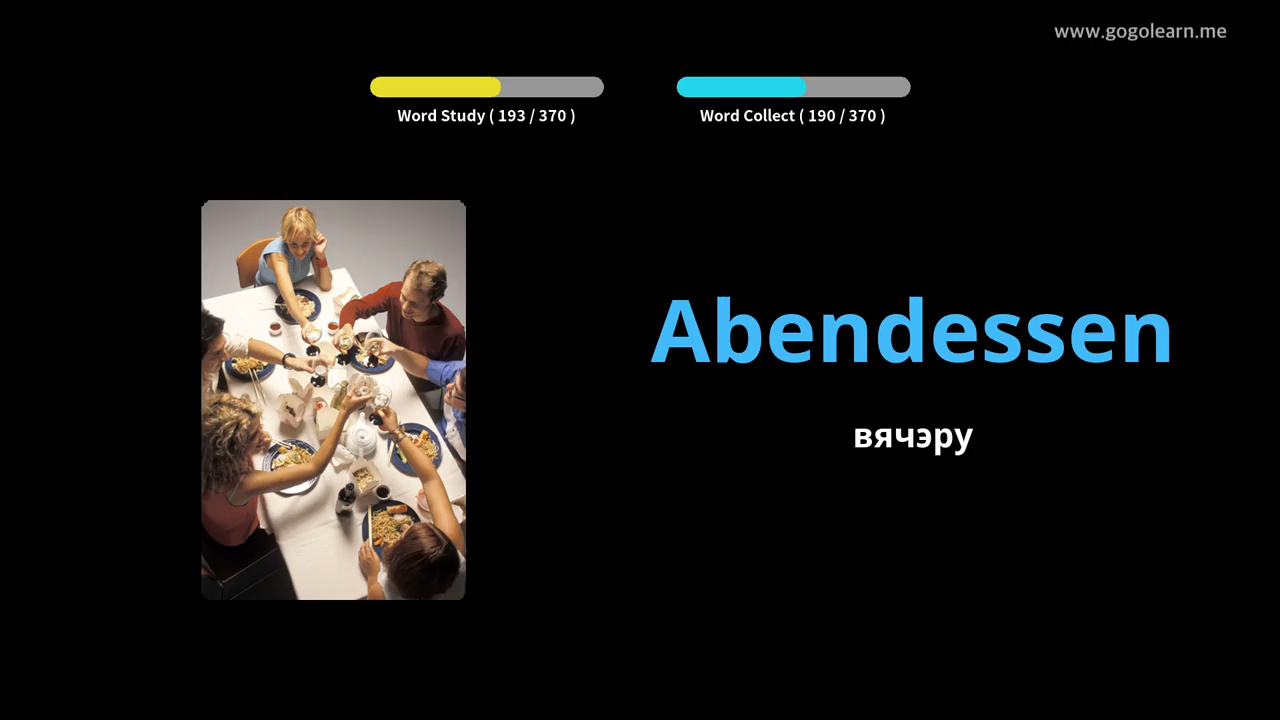 www.gogolearn.me
Word Study ( 193 / 370 )
Word Collect ( 190 / 370 )
Abendessen
вячэру